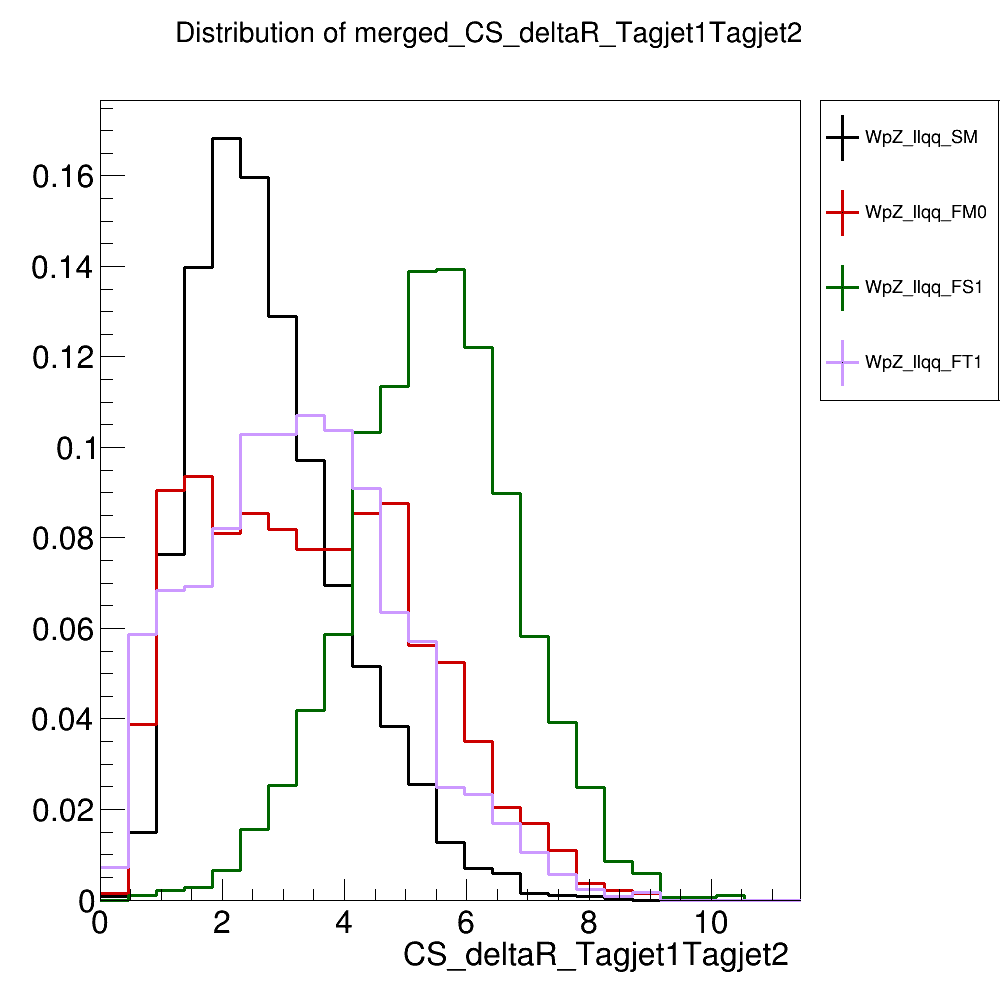 Distribution of merged_CS_deltaR_Tagjet1Tagjet2
WpZ_llqq_SM
WpZ_llqq_FM0
WpZ_llqq_FS1
WpZ_llqq_FT1
0.16
0.14
0.12
0.1
0.08
0.06
0.04
0.02
0
0 2 4 6 8 10
CS_deltaR_Tagjet1Tagjet2